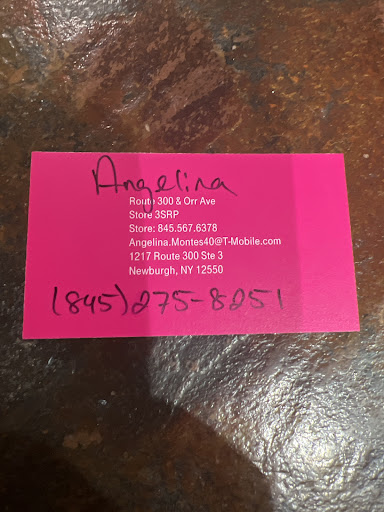 Angelina
Route 300 & Orr Ave
Store 3SRP
Store: 845.567.6378
Angelina.Montes40@T-Mobile.com
1217 Route 300 Ste 3
Newburgh, NY 12550
(845)275-8251